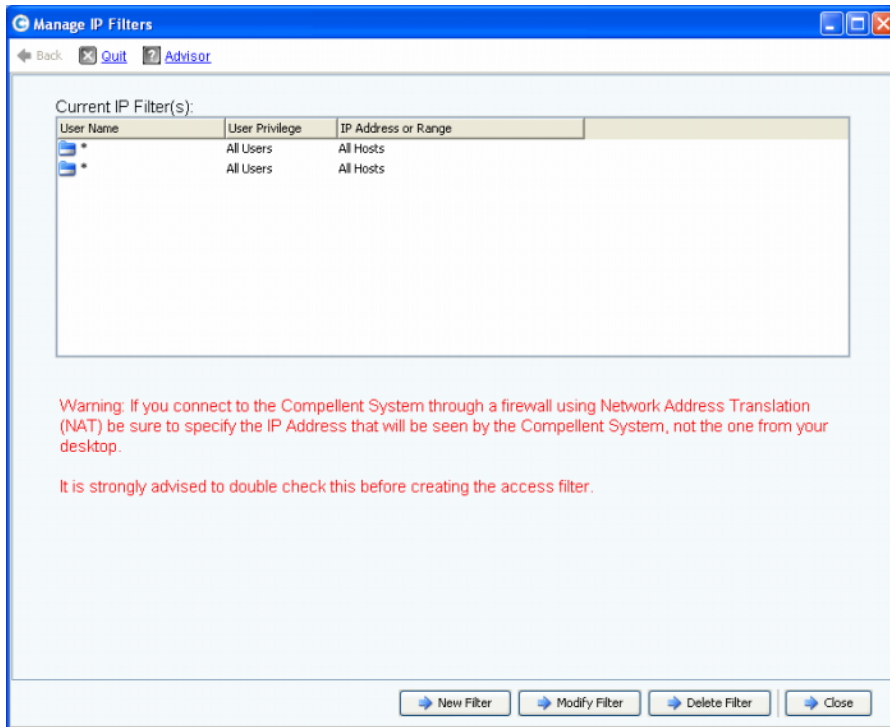 Manage IP Filters
Back Quit ? Advisor
Current IP Filter(s):
User Name User Privilege IP Address or Range
* All Users All Hosts
* All Users All Hosts
Warning: If you connect to the Compellent System through a firewall using Network Address Translation
(NAT) be sure to specify the IP Address that will be seen by the Compellent System, not the one from your
desktop.
It is strongly advised to double check this before creating the access filter.
New Filter Modify Filter Delete Filter Close